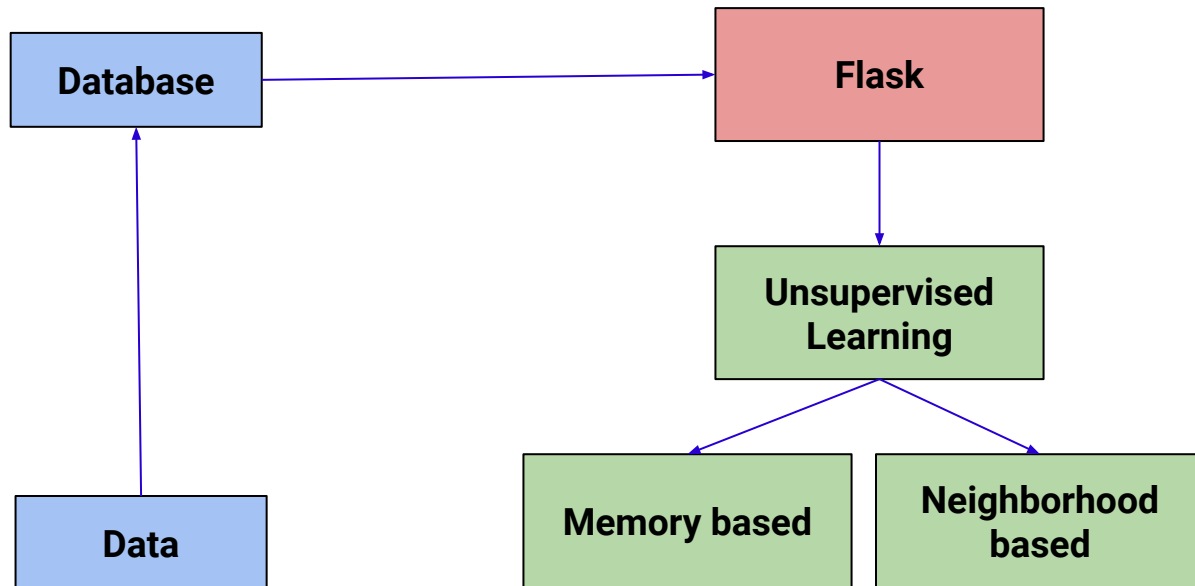 Database
Flask
Unsupervised
Learning
Memory based
Neighborhood
based
Data